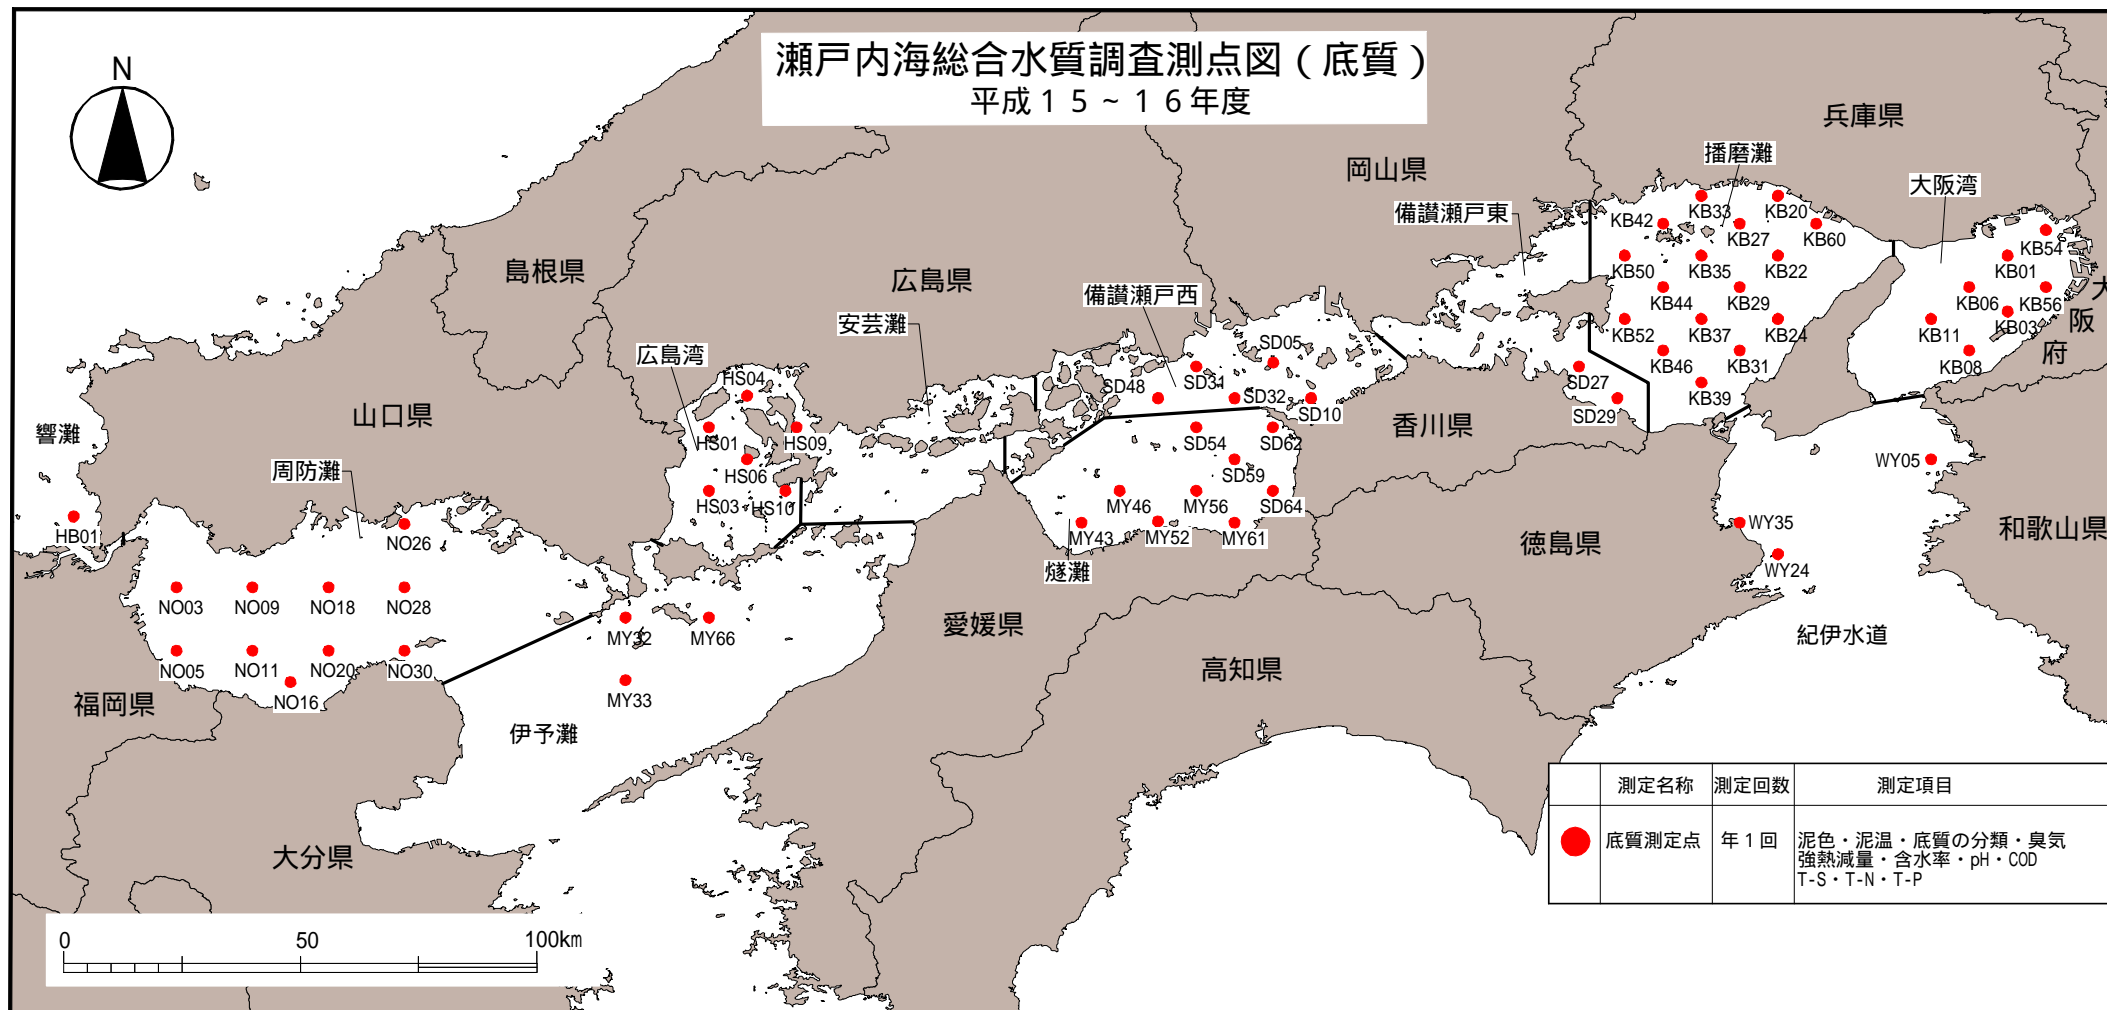 瀬戸内海総合水質調査測点図（底質）
平成１５~１６年度
N
兵庫県
播磨灘
岡山県
大阪湾
備讃瀬戸東
KB33
KB20
KB42
KB27
KB60
KB54
島根県
広島県
KB50
KB35
KB22
KB01
備讃瀬戸西
KB44
KB29
KB06
KB56
大
阪
府
安芸灘
KB52
KB37
KB24
KB11
KB03
広島湾
SD05
KB46
KB31
KB08
HS04
SD48
SD31
SD27
KB39
SD32
SD10
SD29
山口県
香川県
響灘
HS01
HS09
SD54
SD62
周防灘
HS06
SD59
WY05
HS03
HS10
MY46
MY56
SD64
HB01
NO26
MY43
MY52
MY61
WY35
和歌山県
徳島県
燧灘
WY24
NO03
NO09
NO18
NO28
MY32
MY66
愛媛県
紀伊水道
NO05
NO11
NO20
NO30
高知県
NO16
MY33
福岡県
伊予灘
大分県
測定名称 測定回数 測定項目
底質測定点 年１回 泥色・泥温・底質の分類・臭気
強熱減量・含水率・pH・COD
T-S・T-N・T-P
0 50 100km